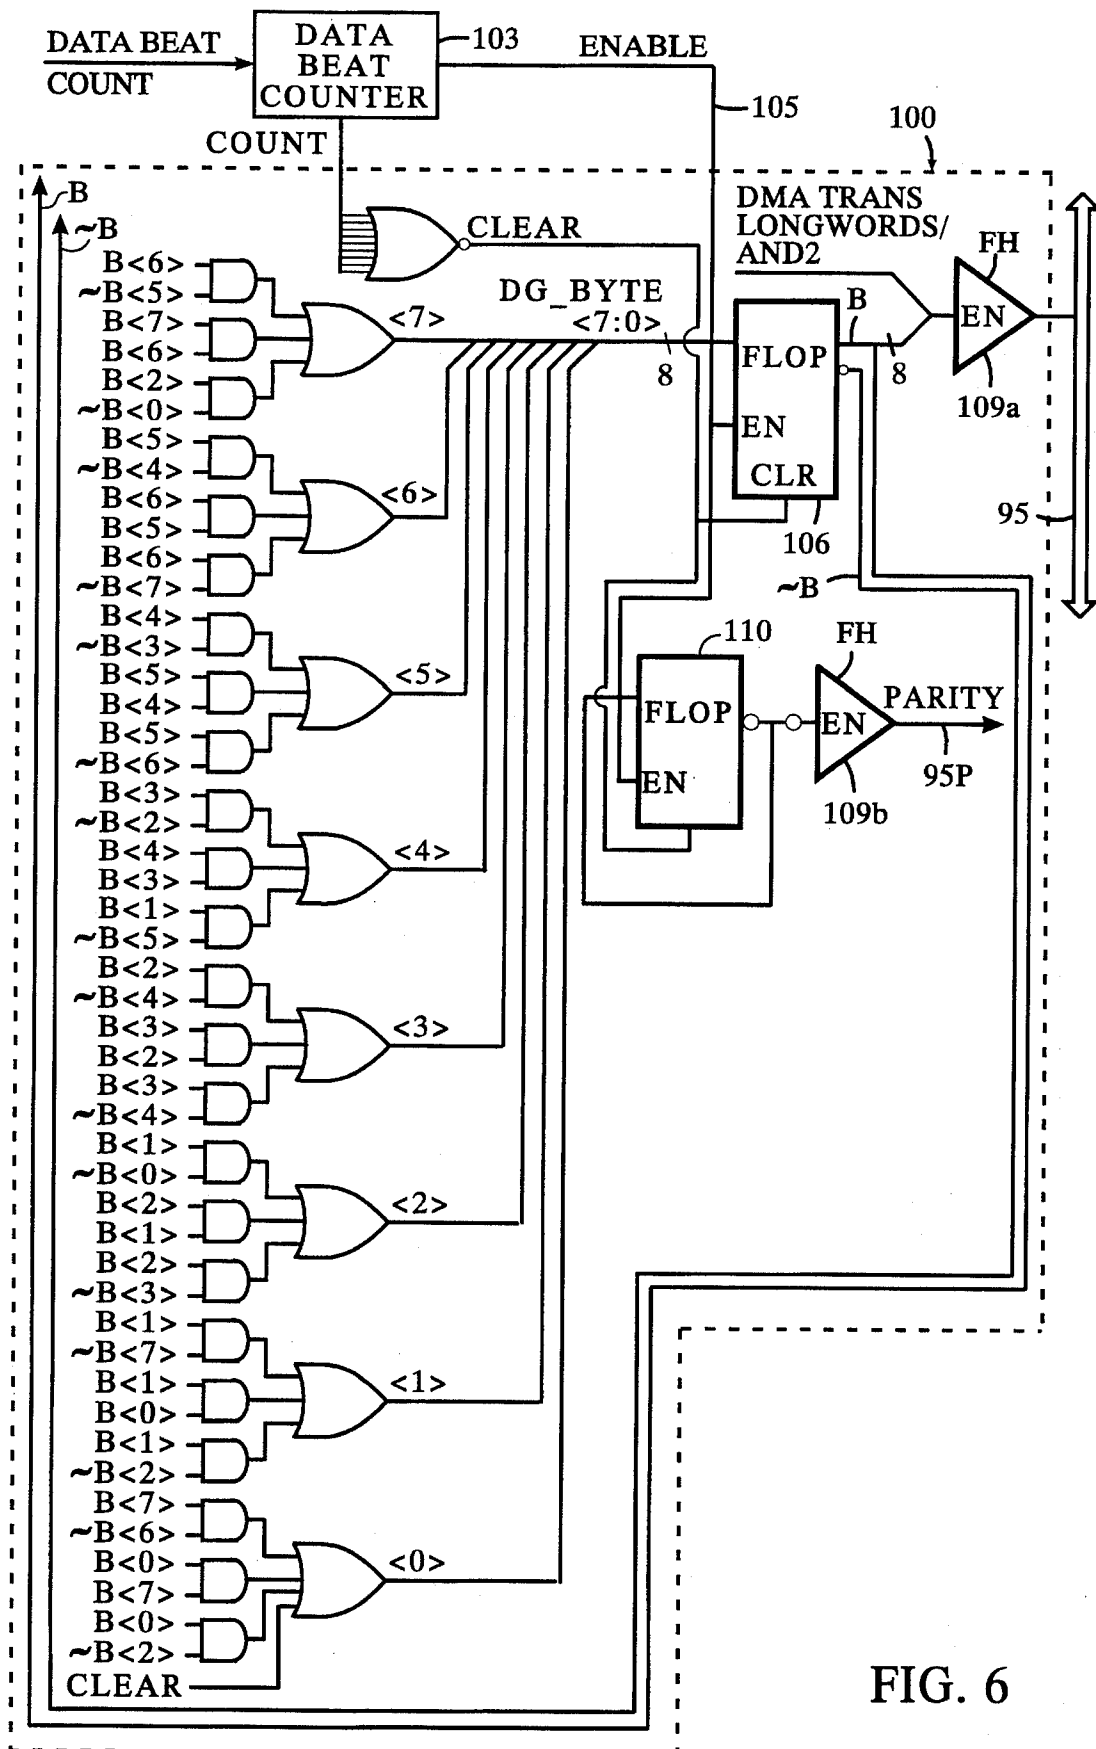 DATA BEAT
COUNT
DATA
BEAT
COUNTER
103
ENABLE
COUNT
105
100
B
~B
CLEAR
DMA TRANS
LONGWORDS/
AND2
FH
EN
109a
DG_BYTE
<7:0>
8
FLOP
EN
CLR
106
B
8
95
~B
B<6>
~B<5>
B<7>
B<6>
B<2>
~B<0>
<7>
B<5>
~B<4>
B<6>
B<5>
B<6>
~B<7>
<6>
B<4>
~B<3>
B<5>
B<4>
B<5>
~B<6>
<5>
110
FLOP
EN
FH
EN
109b
PARITY
95P
B<3>
~B<2>
B<4>
B<3>
B<1>
~B<5>
<4>
B<2>
~B<4>
B<3>
B<2>
B<3>
~B<4>
<3>
B<1>
~B<0>
B<2>
B<1>
B<2>
~B<3>
<2>
B<1>
~B<7>
B<1>
B<0>
B<1>
~B<2>
<1>
B<7>
~B<6>
B<0>
B<7>
B<0>
~B<2>
CLEAR
<0>
FIG. 6